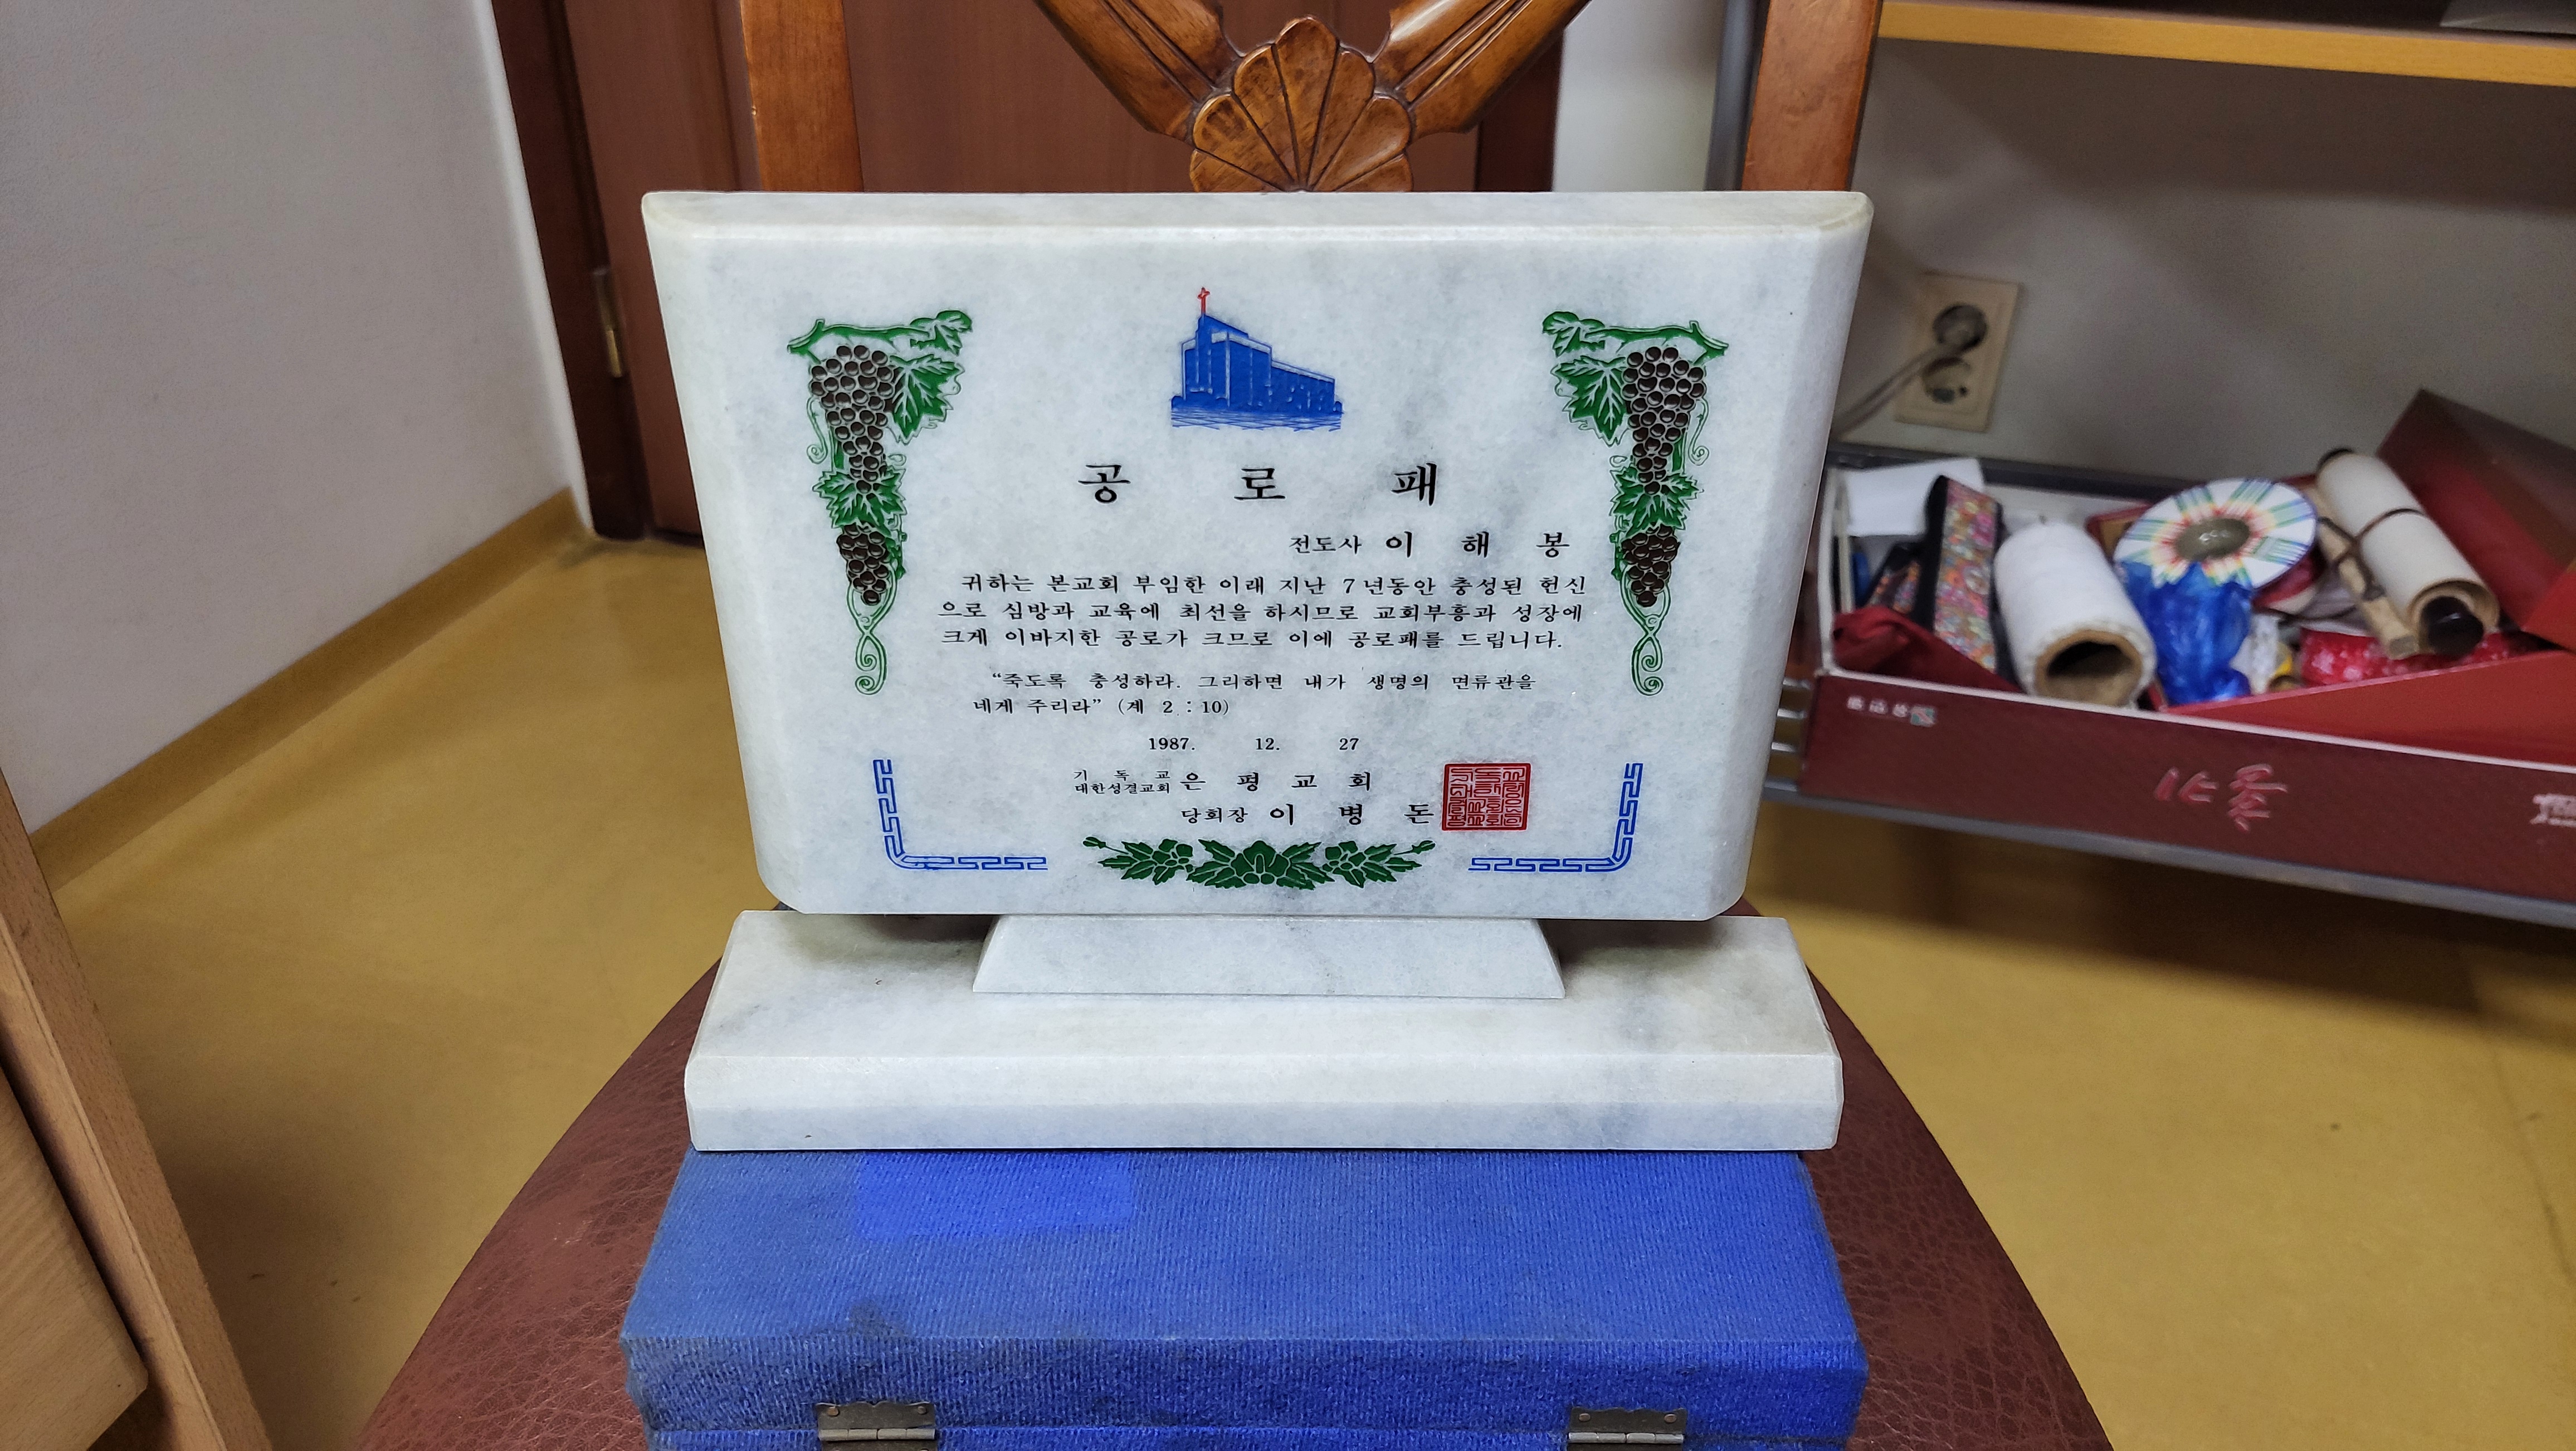 공 로 패
전도사 이 해 봉
귀하는 본교회 부임한 이래 지난 7년동안 충성된 헌신
으로 심방과 교육에 최선을 하시므로 교회부흥과 성장에
크게 이바지한 공로가 크므로 이에 공로패를 드립니다.
“죽도록 충성하라. 그리하면 내가 생명의 면류관을
네게 주리라” (계 2 : 10)
1987. 12. 27
기 독 교
대한성결교회 은 평 교 회
당회장 이 병 돈